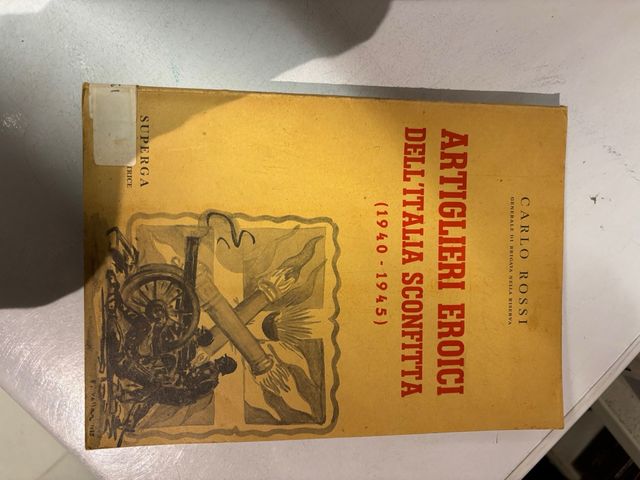 CARLO ROSSI
GENERALE DI BRIGATA NELLA RISERVA
ARTIGLIERI EROICI
DELL'ITALIA SCONFITTA
(1940 - 1945)
SUPERGA